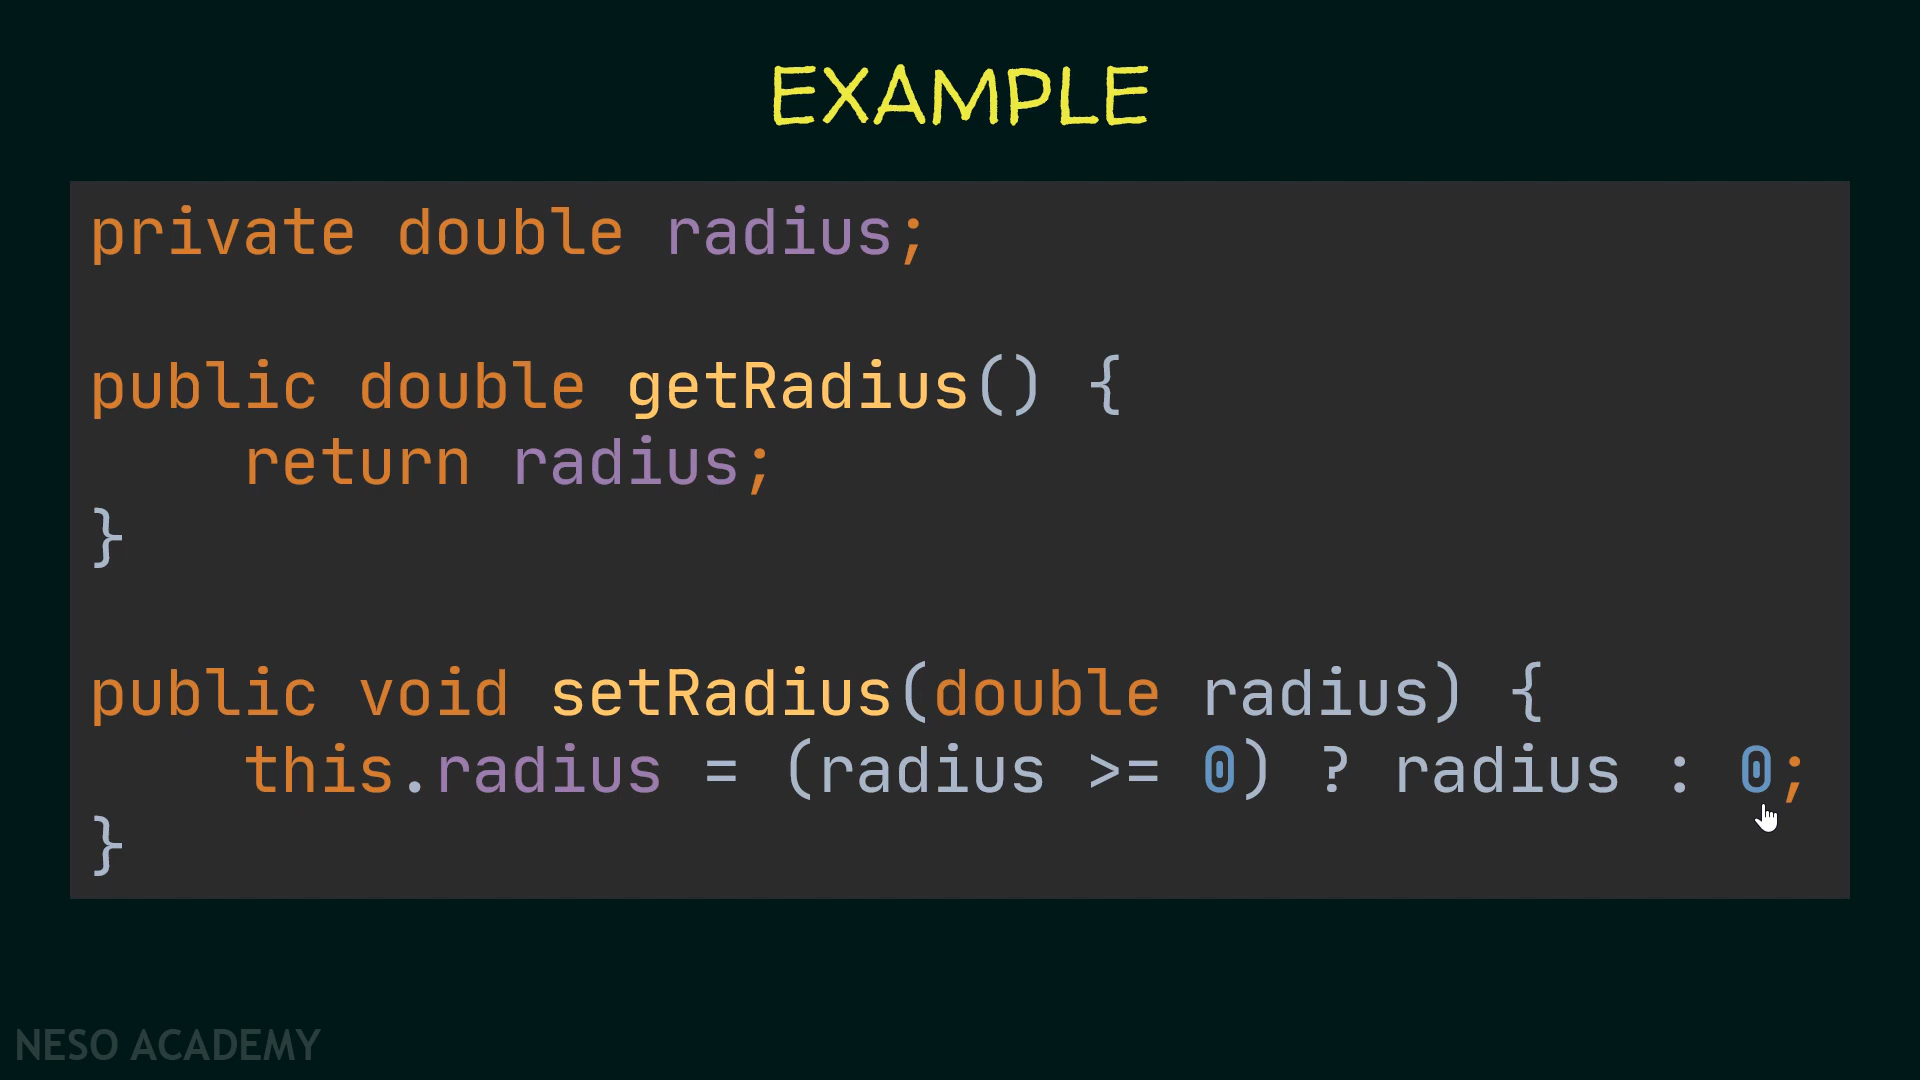 EXAMPLE
private double radius;
public double getRadius() {
    return radius;
}
public void setRadius(double radius) {
    this.radius = (radius >= 0) ? radius : 0;
}
NESO ACADEMY